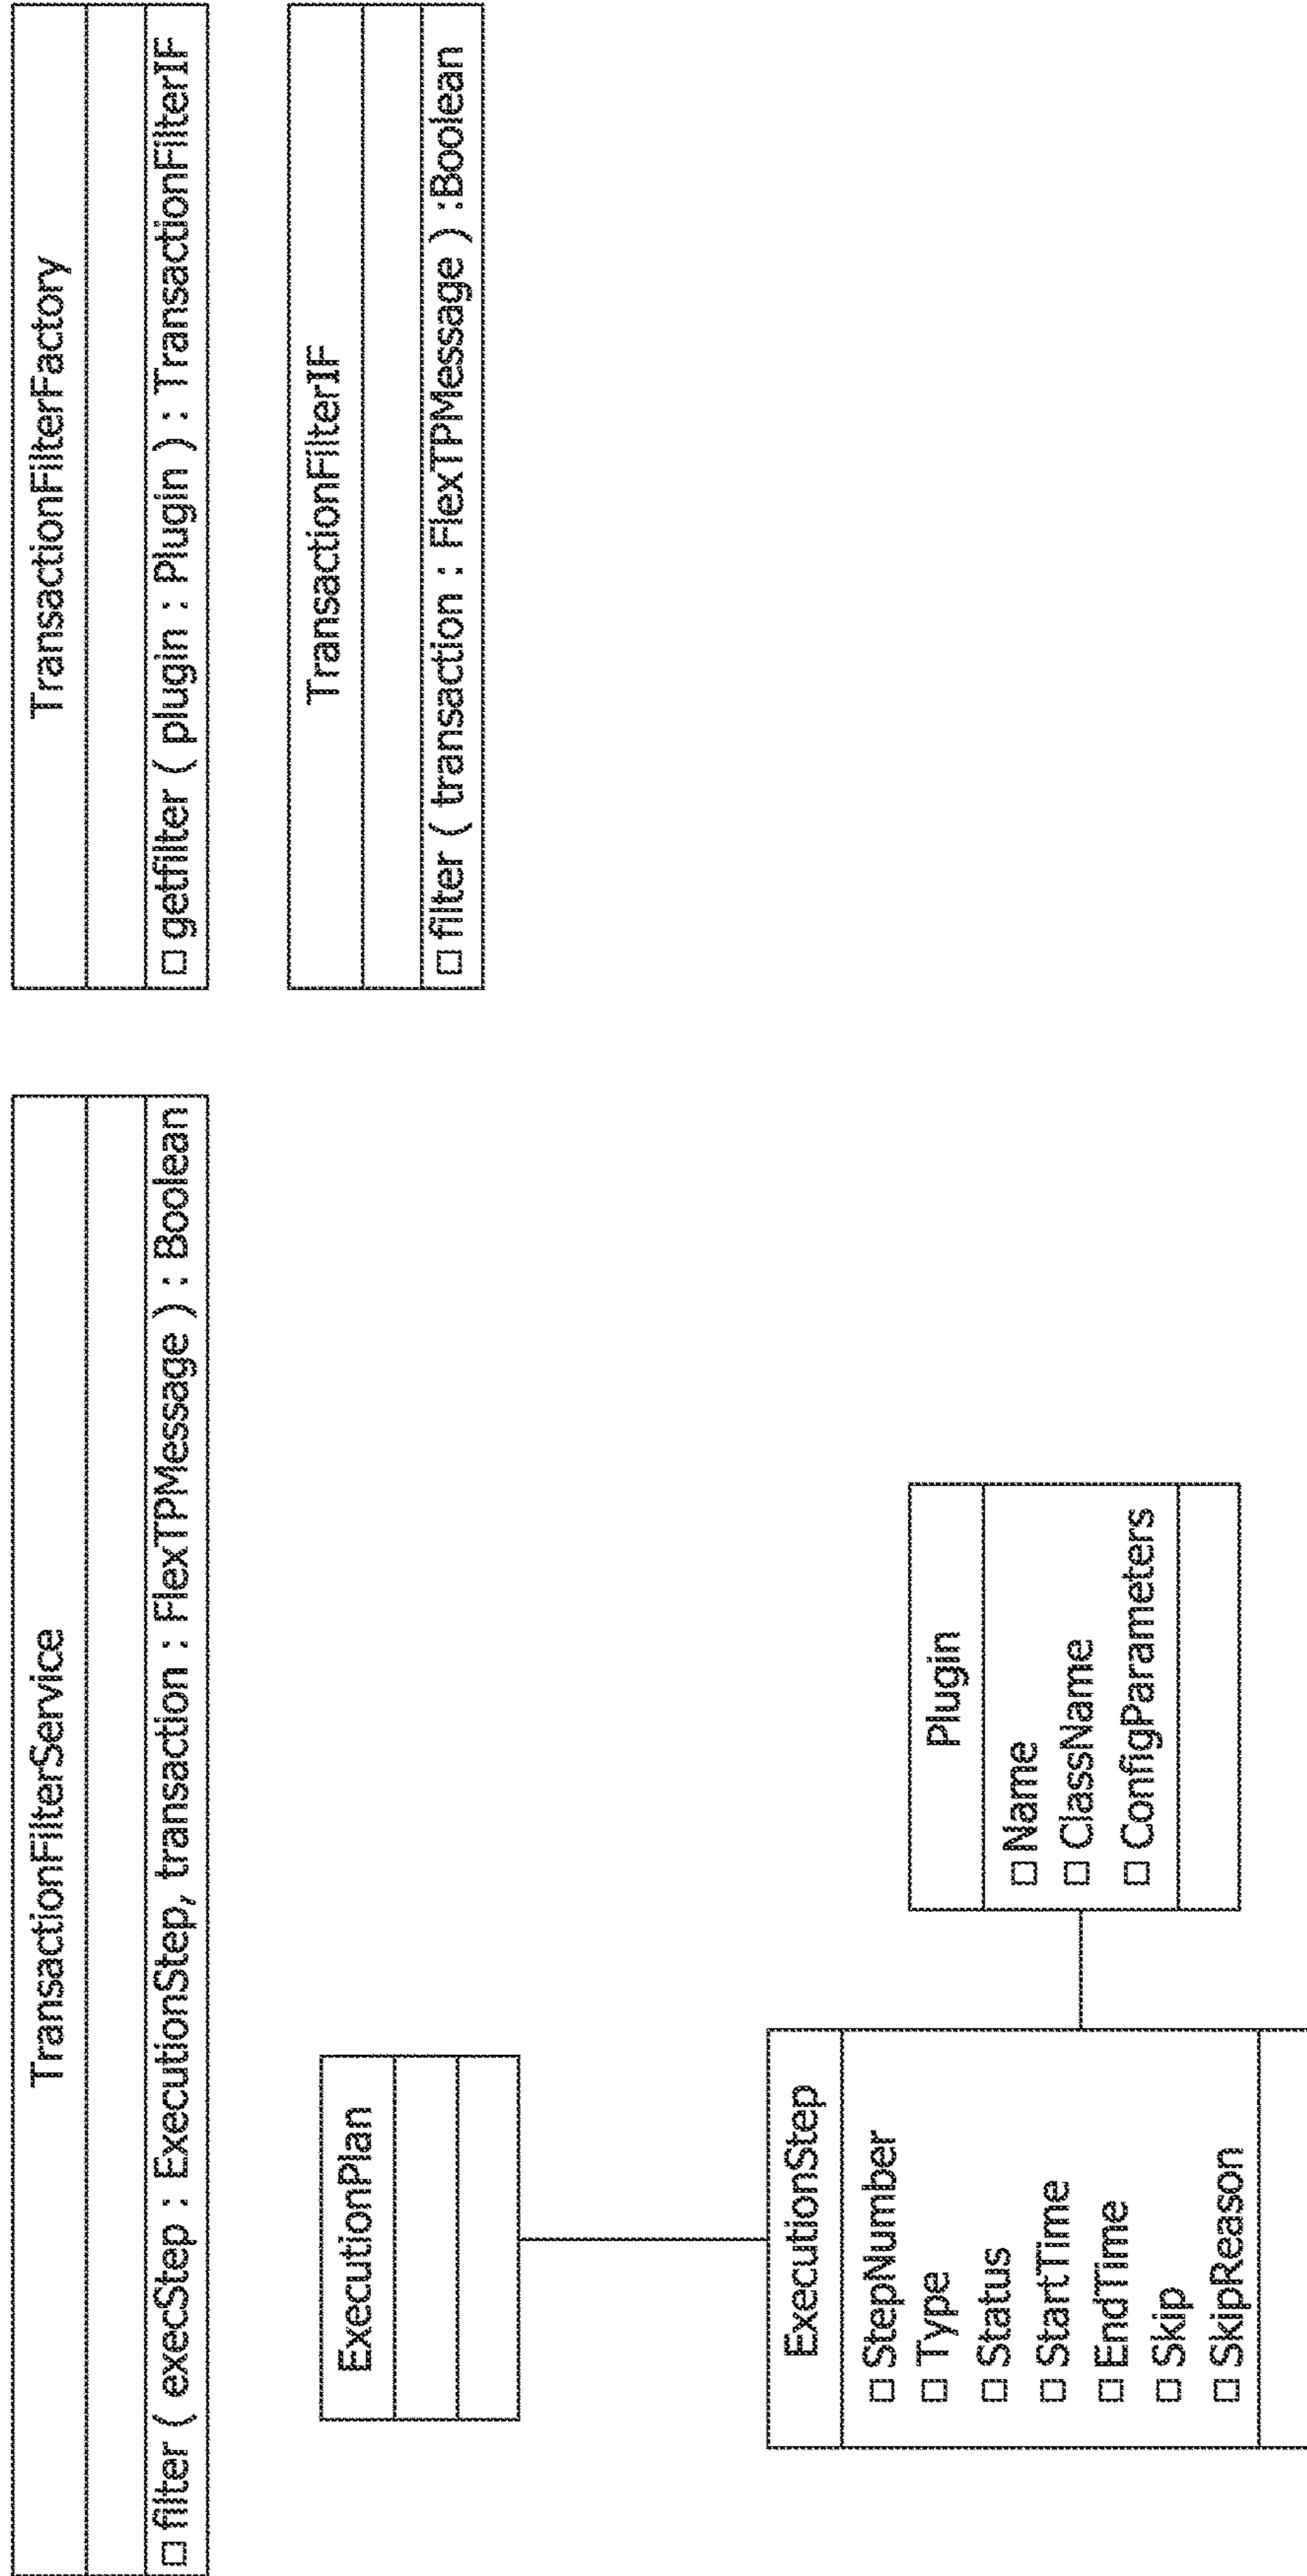 TransactionFilterService
filter ( execStep : ExecutionStep, transaction : FlexTPMessage ) : Boolean
TransactionFilterFactory
getfilter ( plugin : Plugin ) : TransactionFilterIF
TransactionFilterIF
filter ( transaction : FlexTPMessage ) :Boolean
ExecutionPlan
ExecutionStep
StepNumber
Type
Status
StartTime
EndTime
Skip
SkipReason
Plugin
Name
ClassName
ConfigParameters